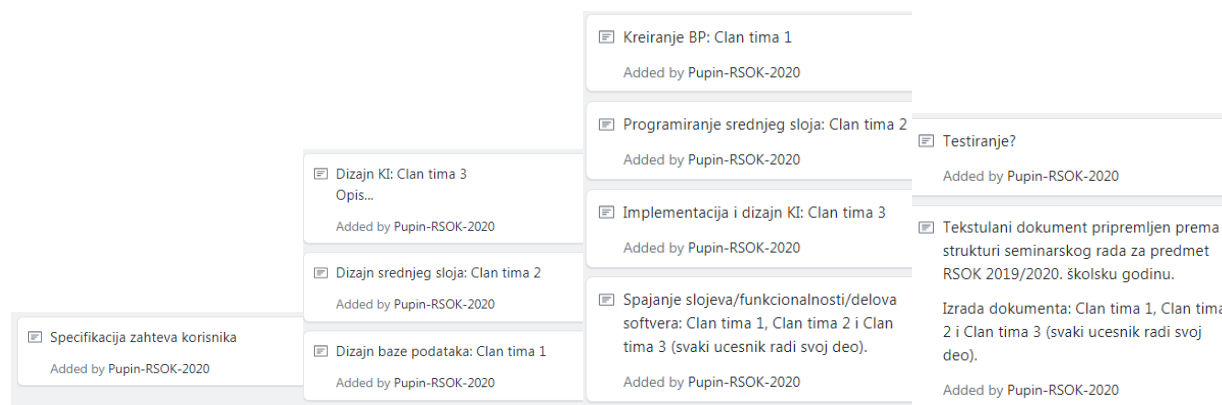 Specifikacija zahteva korisnika
Added by Pupin-RSOK-2020
Dizajn KI: Clan tima 3
Opis...
Added by Pupin-RSOK-2020
Dizajn srednjeg sloja: Clan tima 2
Added by Pupin-RSOK-2020
Dizajn baze podataka: Clan tima 1
Added by Pupin-RSOK-2020
Kreiranje BP: Clan tima 1
Added by Pupin-RSOK-2020
Programiranje srednjeg sloja: Clan tima 2
Added by Pupin-RSOK-2020
Implementacija i dizajn KI: Clan tima 3
Added by Pupin-RSOK-2020
Spajanje slojeva/funkcionalnosti/delova
softvera: Clan tima 1, Clan tima 2 i Clan
tima 3 (svaki ucesnik radi svoj deo).
Added by Pupin-RSOK-2020
Testiranje?
Added by Pupin-RSOK-2020
Tekstulani dokument pripremljen prema
strukturi seminarskog rada za predmet
RSOK 2019/2020. školsku godinu.
Izrada dokumenta: Clan tima 1, Clan tima
2 i Clan tima 3 (svaki ucesnik radi svoj
deo).
Added by Pupin-RSOK-2020